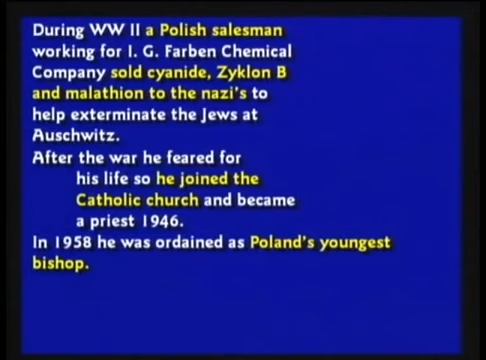 During WW II a Polish salesman
working for I. G. Farben Chemical
Company sold cyanide, Zyklon B
and malathion to the nazi's to
help exterminate the Jews at
Auschwitz.
After the war he feared for
his life so he joined the
Catholic church and became
a priest 1946.
In 1958 he was ordained as Poland's youngest
bishop.